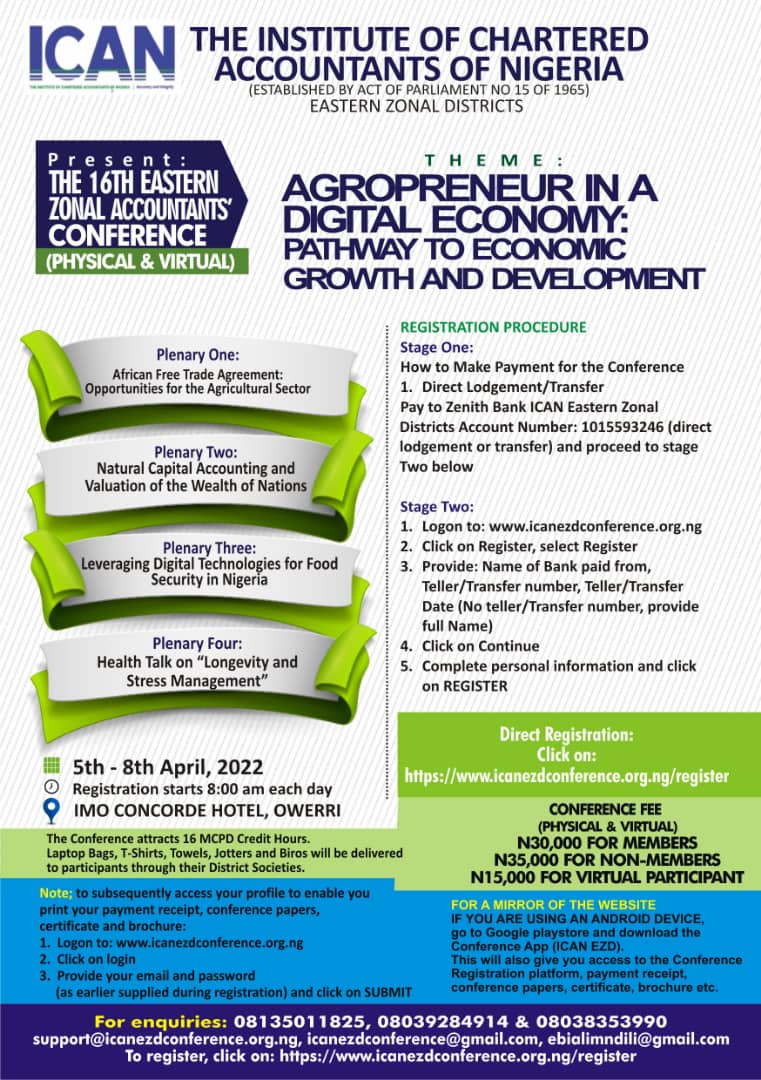 ICAN
THE INSTITUTE OF CHARTERED ACCOUNTANTS OF NIGERIA
THE INSTITUTE OF CHARTERED
ACCOUNTANTS OF NIGERIA
(ESTABLISHED BY ACT OF PARLIAMENT NO 15 OF 1965)
EASTERN ZONAL DISTRICTS
Present:
THE 16TH EASTERN
ZONAL ACCOUNTANTS’
CONFERENCE
(PHYSICAL & VIRTUAL)
THEME:
AGROPRENEUR IN A
DIGITAL ECONOMY:
PATHWAY TO ECONOMIC
GROWTH AND DEVELOPMENT
Plenary One:
African Free Trade Agreement:
Opportunities for the Agricultural Sector
Plenary Two:
Natural Capital Accounting and
Valuation of the Wealth of Nations
Plenary Three:
Leveraging Digital Technologies for Food
Security in Nigeria
Plenary Four:
Health Talk on “Longevity and
Stress Management”
5th - 8th April, 2022
Registration starts 8:00 am each day
IMO CONCORDE HOTEL, OWERRI
REGISTRATION PROCEDURE
Stage One:
How to Make Payment for the Conference
1. Direct Lodgement/Transfer
Pay to Zenith Bank ICAN Eastern Zonal
Districts Account Number: 1015593246 (direct
lodgement or transfer) and proceed to stage
Two below
Stage Two:
1. Logon to: www.icanezdconference.org.ng
2. Click on Register, select Register
3. Provide: Name of Bank paid from,
Teller/Transfer number, Teller/Transfer
Date (No teller/Transfer number, provide
full Name)
4. Click on Continue
5. Complete personal information and click
on REGISTER
Direct Registration:
Click on:
https://www.icanezdconference.org.ng/register
CONFERENCE FEE
(PHYSICAL & VIRTUAL)
N30,000 FOR MEMBERS
N35,000 FOR NON-MEMBERS
N15,000 FOR VIRTUAL PARTICIPANT
The Conference attracts 16 MCPD Credit Hours.
Laptop Bags, T-Shirts, Towels, Jotters and Biros will be delivered
to participants through their District Societies.
Note; to subsequently access your profile to enable you
print your payment receipt, conference papers,
certificate and brochure:
1. Logon to: www.icanezdconference.org.ng
2. Click on login
3. Provide your email and password
(as earlier supplied during registration) and click on SUBMIT
FOR A MIRROR OF THE WEBSITE
IF YOU ARE USING AN ANDROID DEVICE,
go to Google playstore and download the
Conference App (ICAN EZD).
This will also give you access to the Conference
Registration platform, payment receipt,
conference papers, certificate, brochure etc.
For enquiries: 08135011825, 08039284914 & 08038353990
support@icanezdconference.org.ng, icanezdconference@gmail.com, ebialimndili@gmail.com
To register, click on: https://www.icanezdconference.org.ng/register